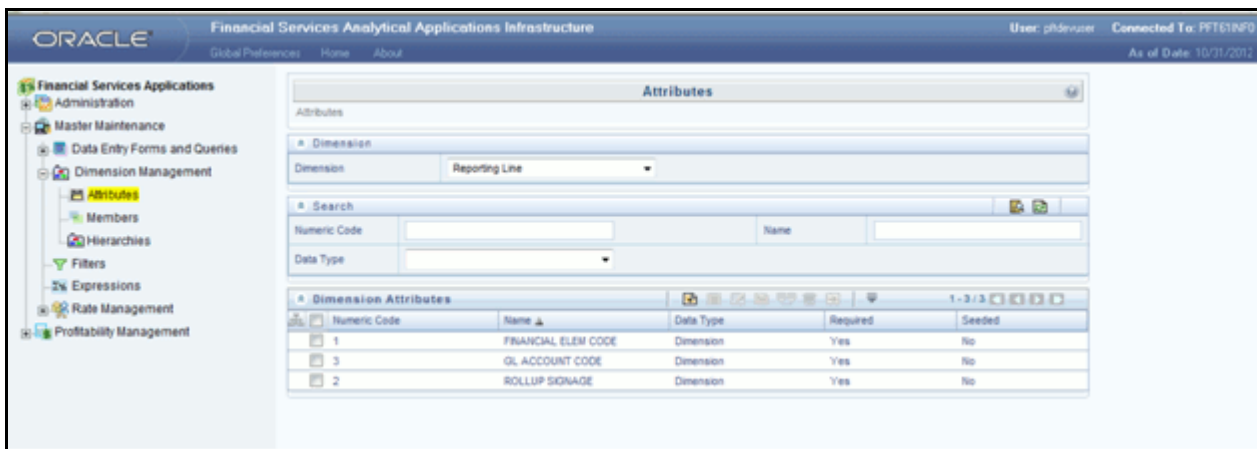 ORACLE
Financial Services Analytical Applications Infrastructure
User: pftdevuser Connected To: PFT61INFO
Global Preferences Home About
As of Date: 10/31/2012
Financial Services Applications
Administration
Master Maintenance
Data Entry Forms and Queries
Dimension Management
Attributes
Members
Hierarchies
Filters
Expressions
Rate Management
Profitability Management
Attributes
Attributes
Dimension
Dimension Reporting Line
Search
Numeric Code Name
Data Type
Dimension Attributes 1 - 3 / 3
Numeric Code Name Data Type Required Seeded
1 FINANCIAL ELEM CODE Dimension Yes No
3 GL ACCOUNT CODE Dimension Yes No
2 ROLLUP SIGNAGE Dimension Yes No